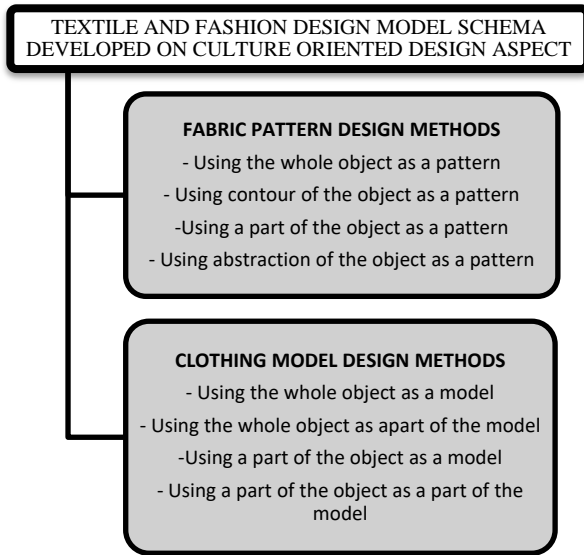 TEXTILE AND FASHION DESIGN MODEL SCHEMA
DEVELOPED ON CULTURE ORIENTED DESIGN ASPECT
FABRIC PATTERN DESIGN METHODS
- Using the whole object as a pattern
- Using contour of the object as a pattern
-Using a part of the object as a pattern
- Using abstraction of the object as a pattern
CLOTHING MODEL DESIGN METHODS
- Using the whole object as a model
- Using the whole object as apart of the model
-Using a part of the object as a model
- Using a part of the object as a part of the
model